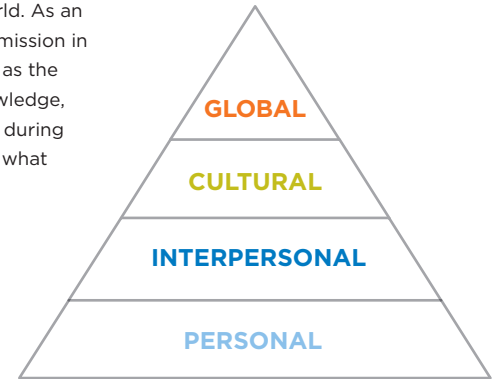 rld. As an
mission in
as the
wledge,
during
what
GLOBAL
CULTURAL
INTERPERSONAL
PERSONAL